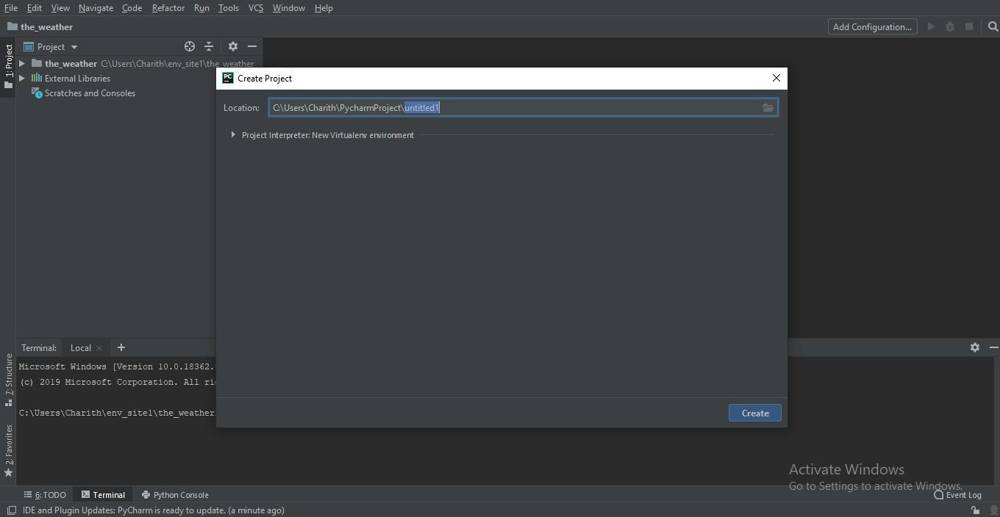 File Edit View Navigate Code Refactor Run Tools VCS Window Help
the_weather
Add Configuration...
1: Project
Project
the_weather C:\Users\Charith\env_site1\the_weather
External Libraries
Scratches and Consoles
PC Create Project
Location: C:\Users\Charith\PycharmProject\untitled1
Project Interpreter: New Virtualenv environment
Create
Terminal: Local
Microsoft Windows [Version 10.0.18362.
(c) 2019 Microsoft Corporation. All ri
C:\Users\Charith\env_site1\the_weather
7: Structure
2: Favorites
Activate Windows
Go to Settings to activate Windows.
6: TODO Terminal Python Console Event Log
IDE and Plugin Updates: PyCharm is ready to update. (a minute ago)